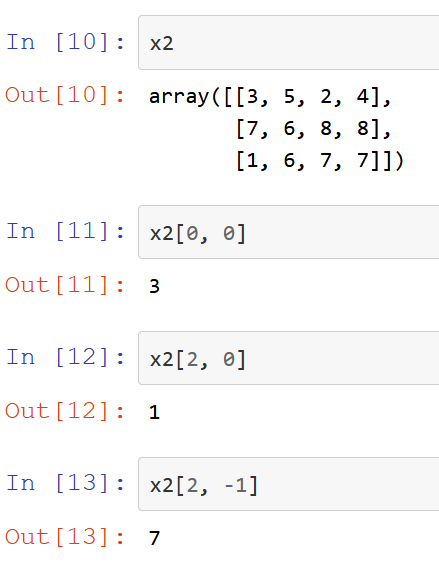 In [10]: x2
Out[10]: array([[3, 5, 2, 4],
       [7, 6, 8, 8],
       [1, 6, 7, 7]])
In [11]: x2[0, 0]
Out[11]: 3
In [12]: x2[2, 0]
Out[12]: 1
In [13]: x2[2, -1]
Out[13]: 7